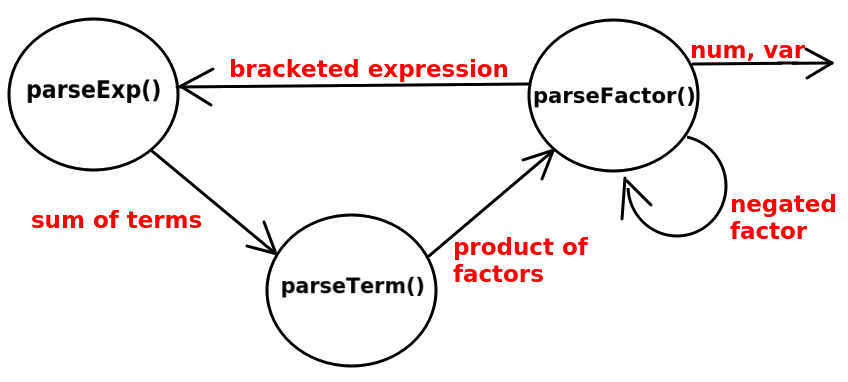 num, var
bracketed expression
parseExp()
parseFactor()
sum of terms
negated
factor
product of
factors
parseTerm()